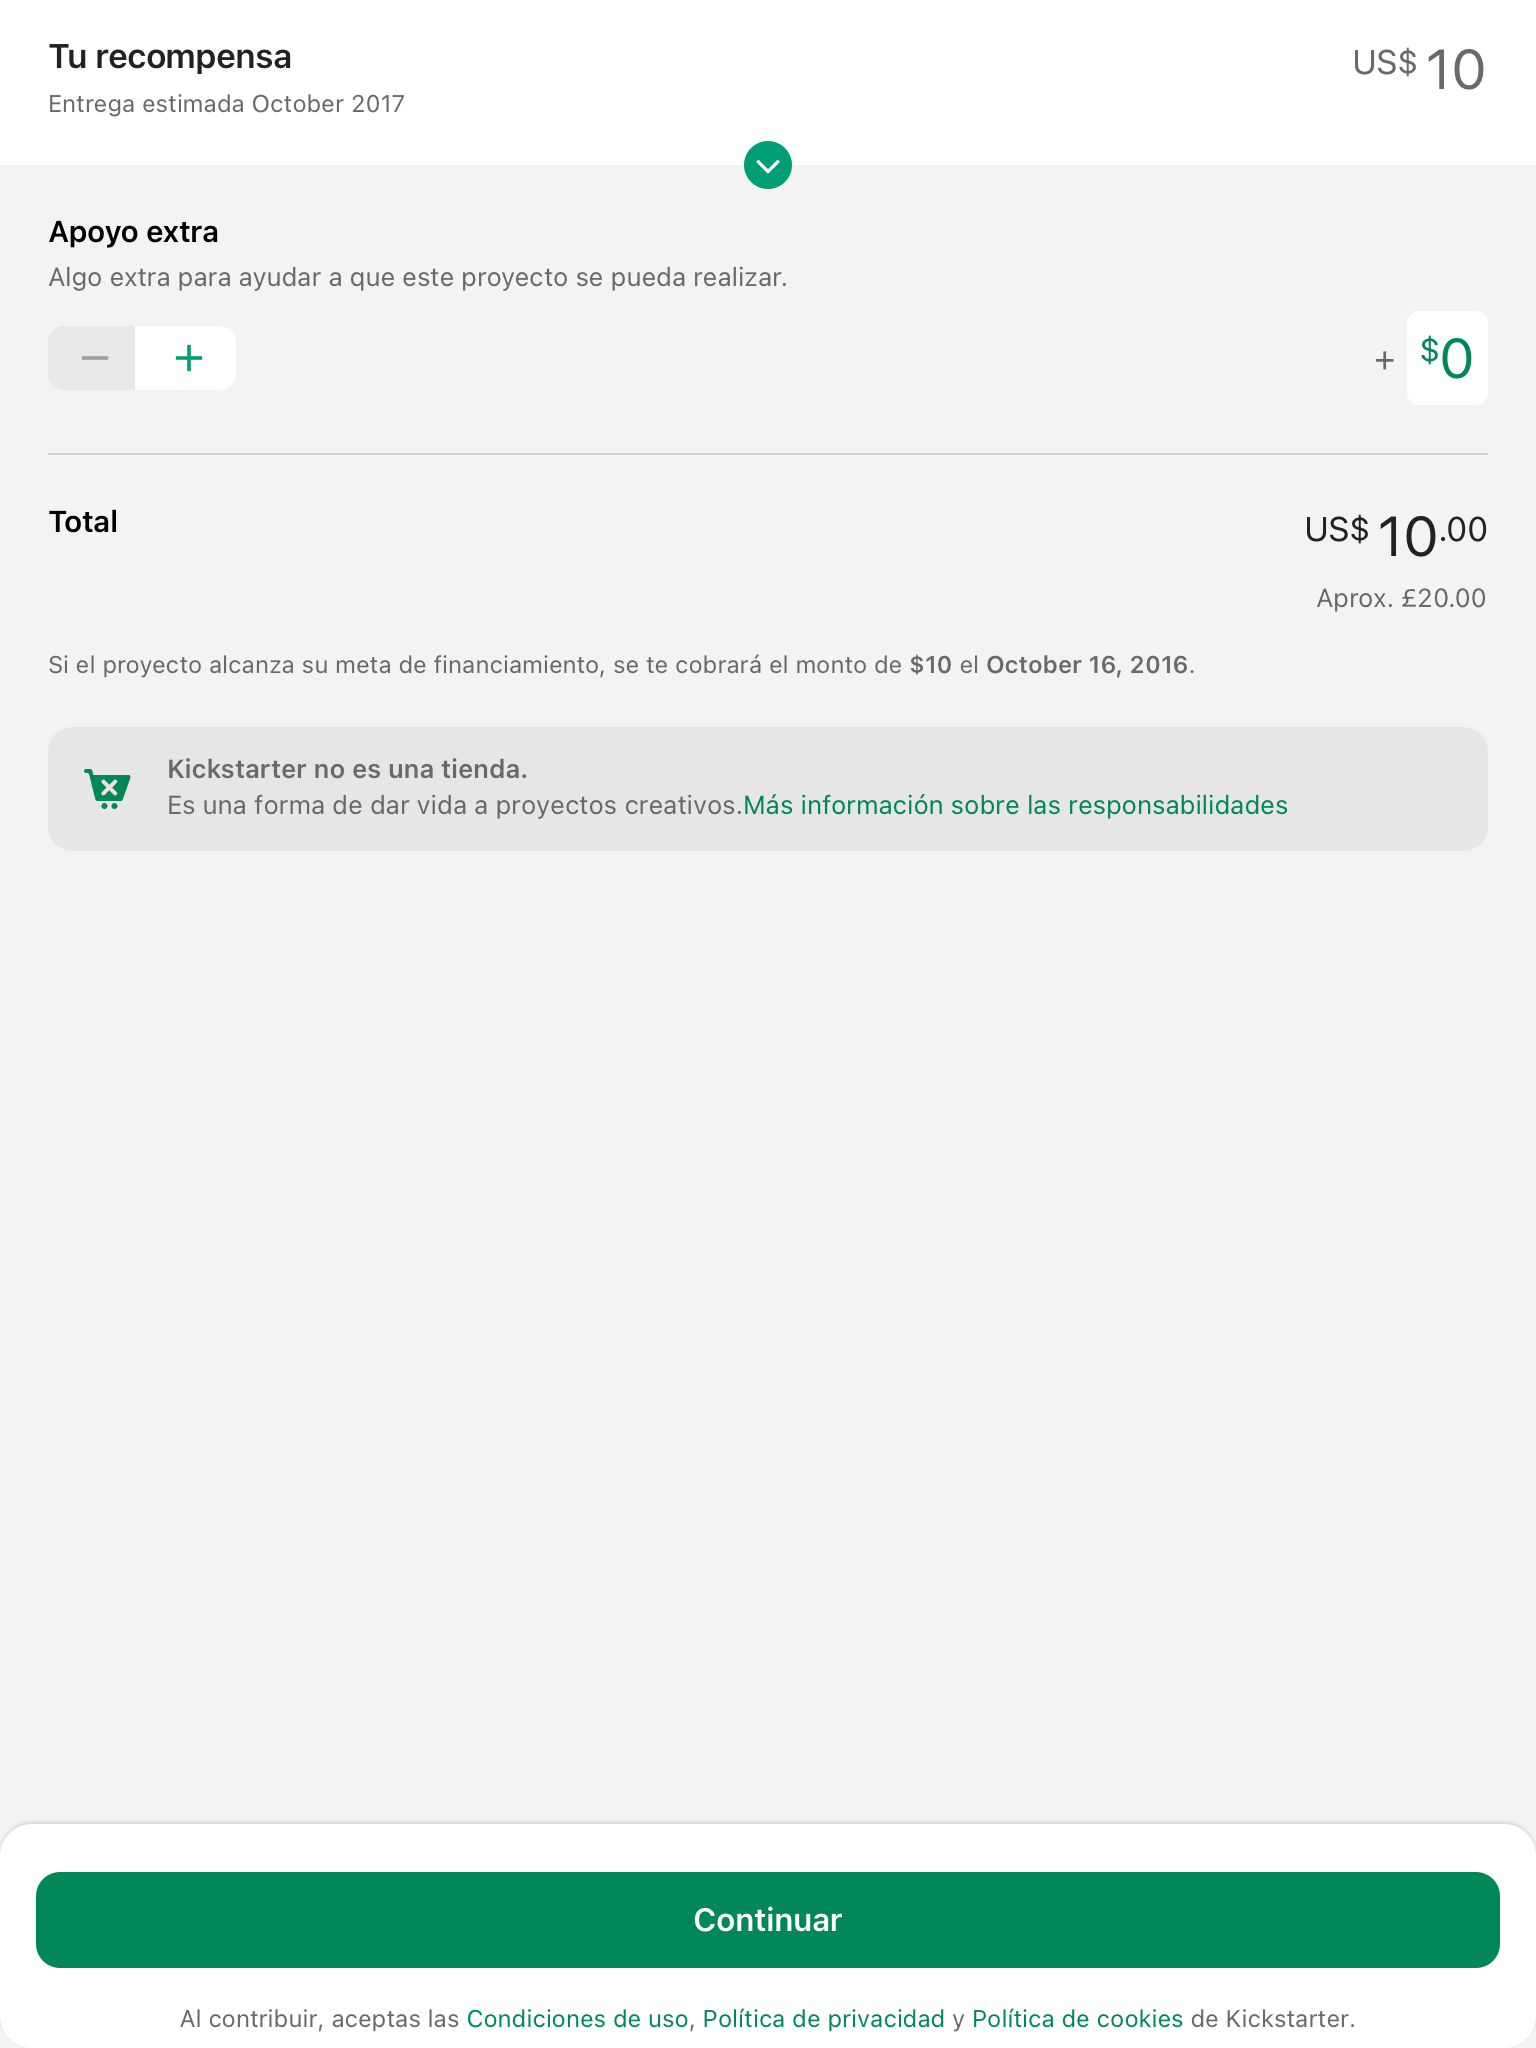 Tu recompensa
US$ 10
Entrega estimada October 2017
Apoyo extra
Algo extra para ayudar a que este proyecto se pueda realizar.
+ $0
Total
US$ 10.00
Aprox. £20.00
Si el proyecto alcanza su meta de financiamiento, se te cobrará el monto de $10 el October 16, 2016.
Kickstarter no es una tienda.
Es una forma de dar vida a proyectos creativos.Más información sobre las responsabilidades
Continuar
Al contribuir, aceptas las Condiciones de uso, Política de privacidad y Política de cookies de Kickstarter.